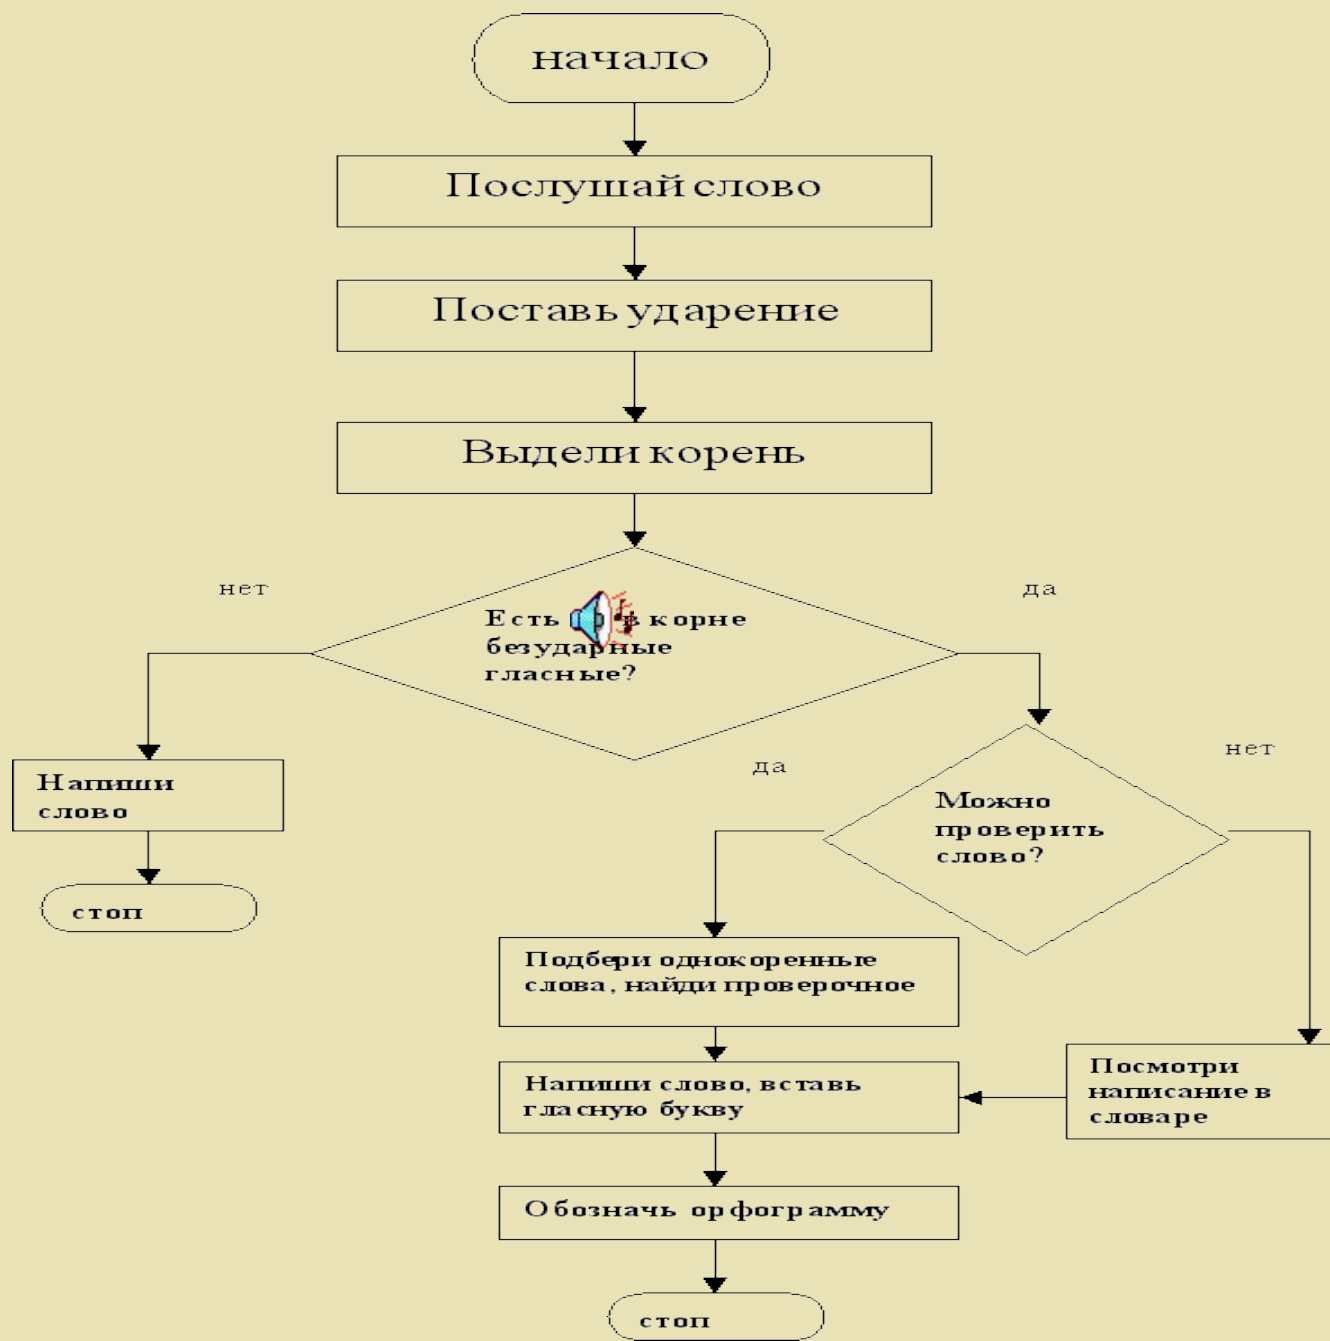 начало
Послушай слово
Поставь ударение
Выдели корень
нет
да
Есть в корне
безударные
гласные?
Напиши
слово
стоп
да
нет
Можно
проверить
слово?
Подбери однокоренные
слова, найди проверочное
Напиши слово, вставь
гласную букву
Посмотри
написание в
словаре
Обозначь орфограмму
стоп